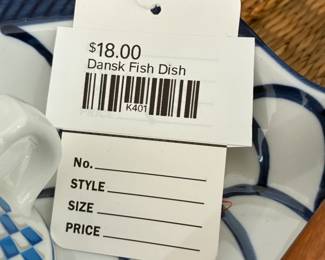 $18.00
Dansk Fish Dish
K401
No.
STYLE
SIZE
PRICE